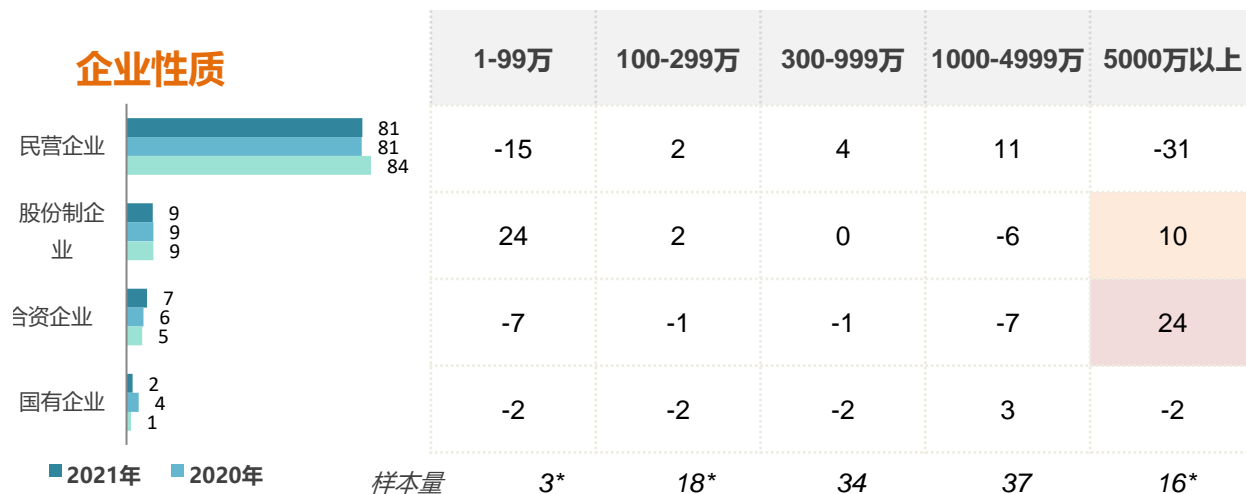 企业性质
1-99万 100-299万 300-999万 1000-4999万 5000万以上
民营企业 81 81 84 -15 2 4 11 -31
股份制企
业 9 9 9 24 2 0 -6 10
合资企业 7 6 5 -7 -1 -1 -7 24
国有企业 2 4 1 -2 -2 -2 3 -2
2021年 2020年 样本量 3* 18* 34 37 16*